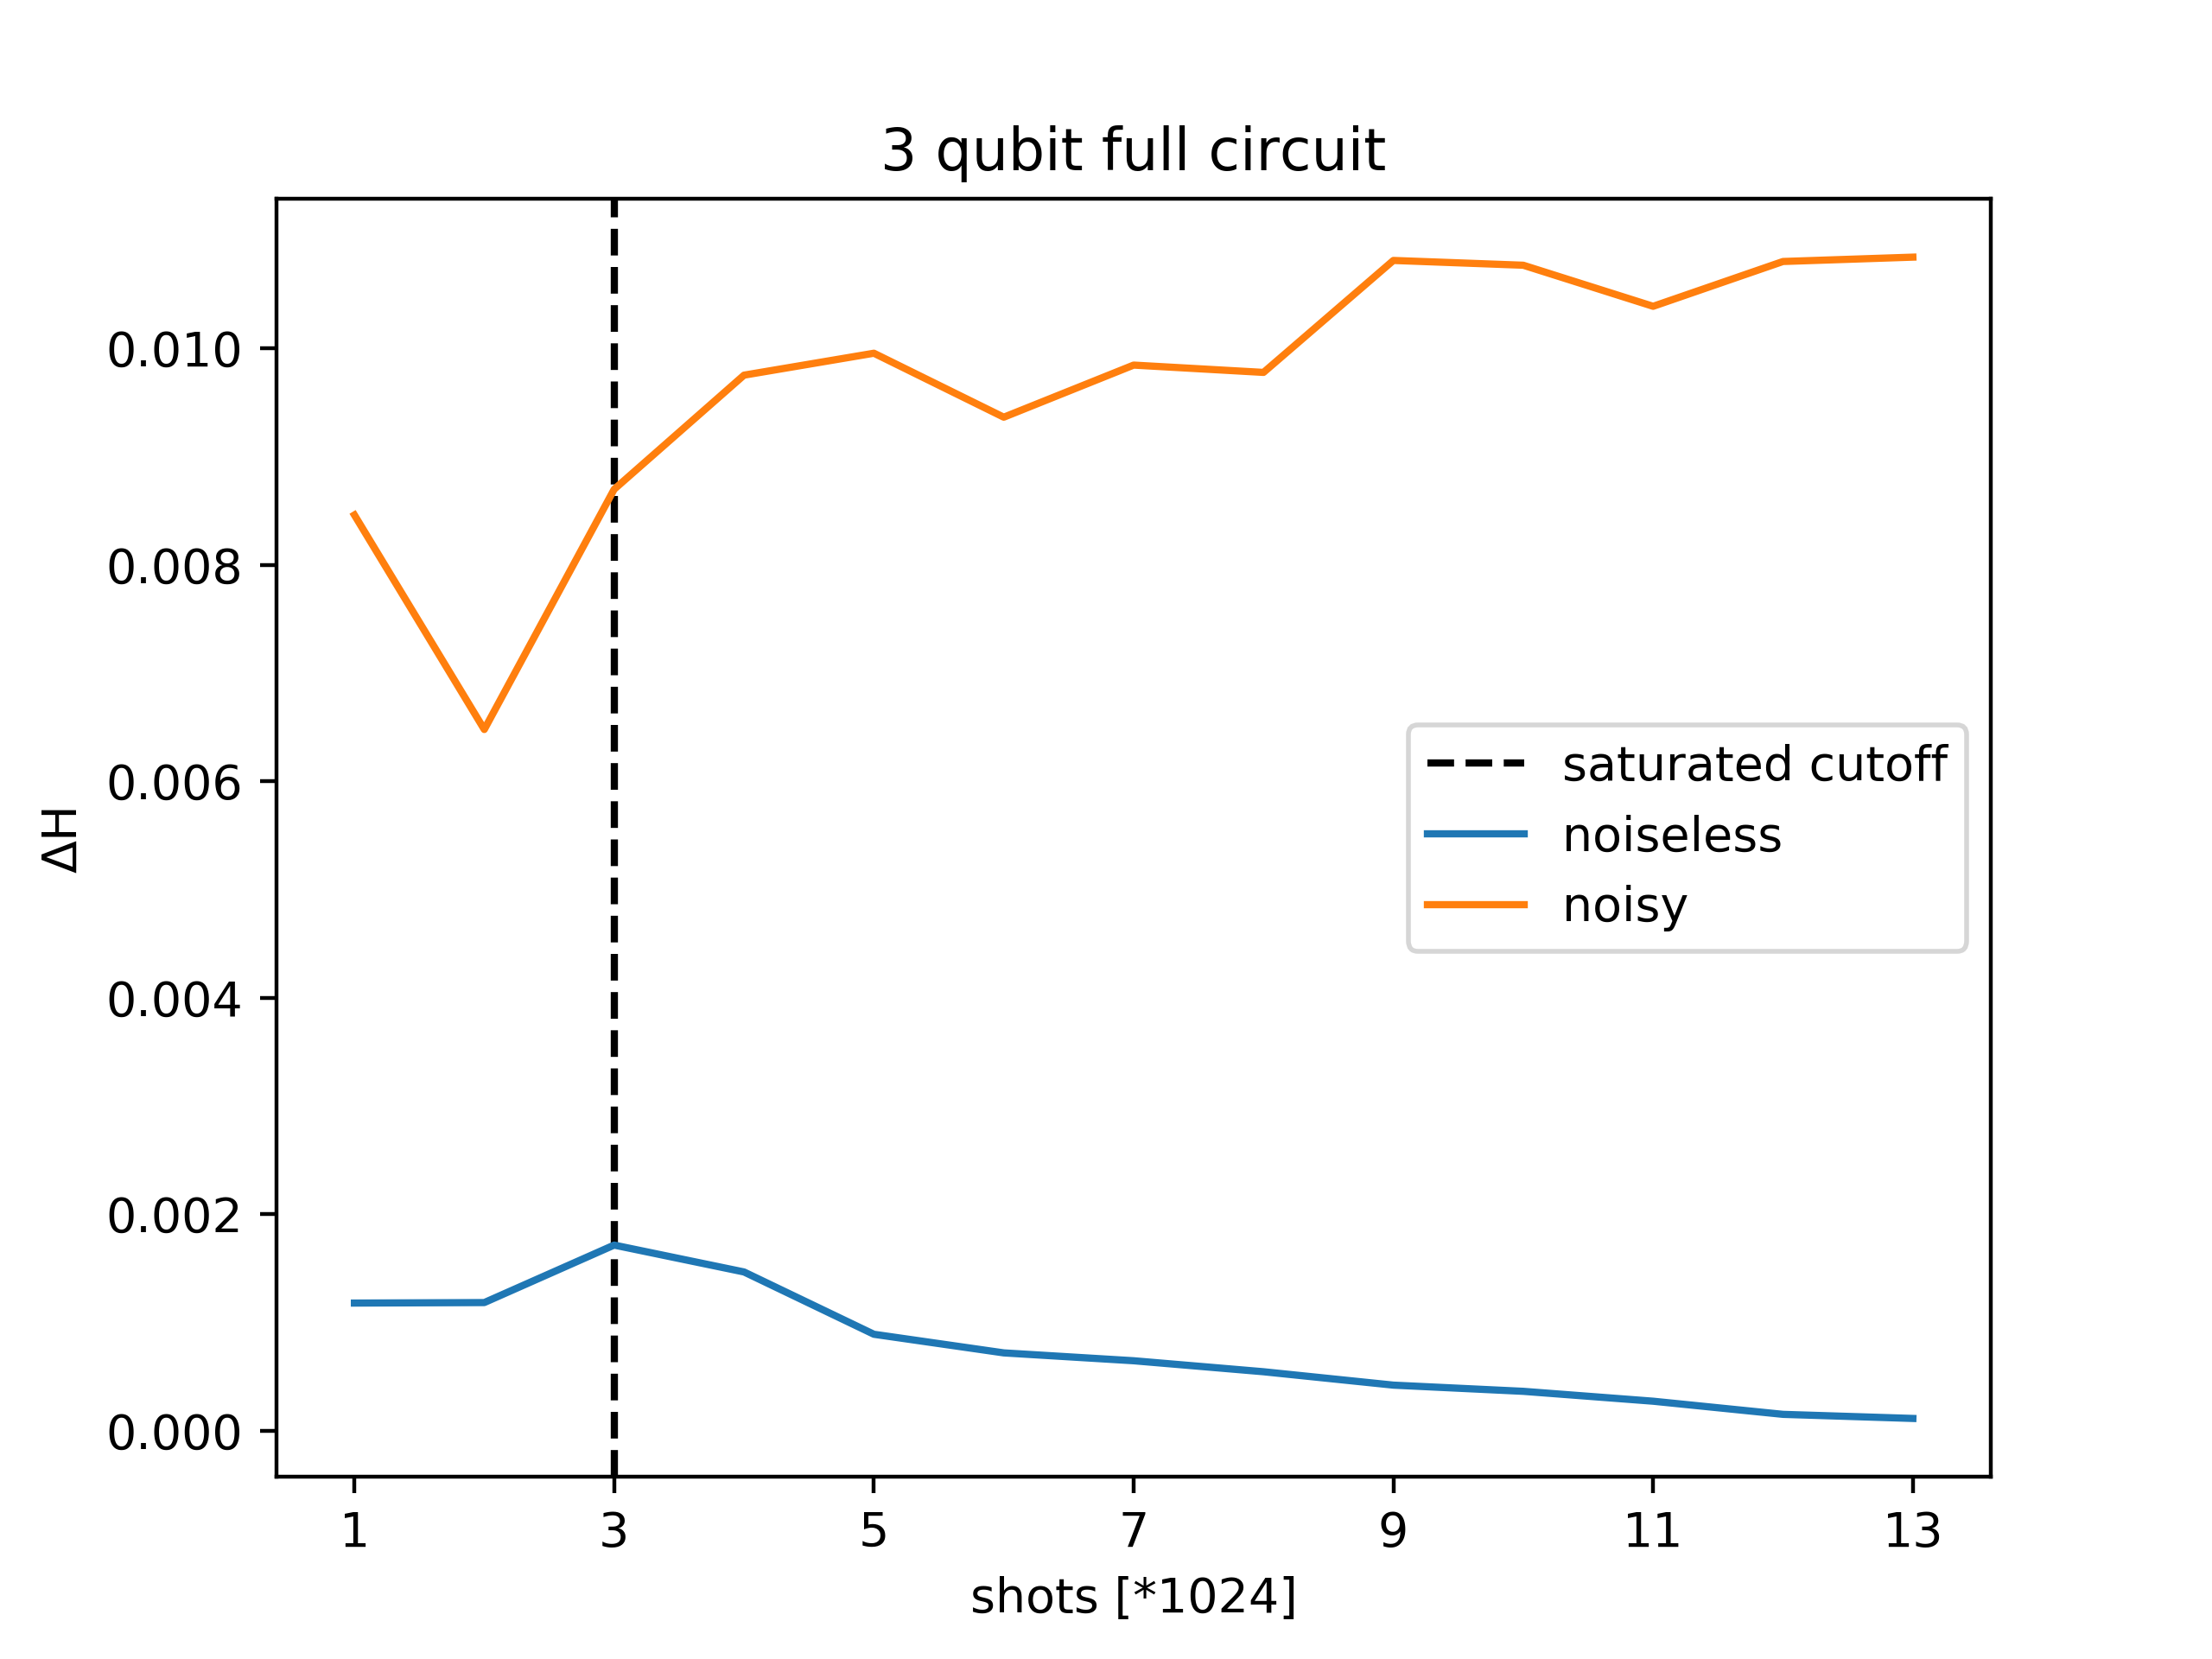 3 qubit full circuit
ΔH
0.010
0.008
0.006
0.004
0.002
0.000
saturated cutoff
noiseless
noisy
1 3 5 7 9 11 13
shots [*1024]